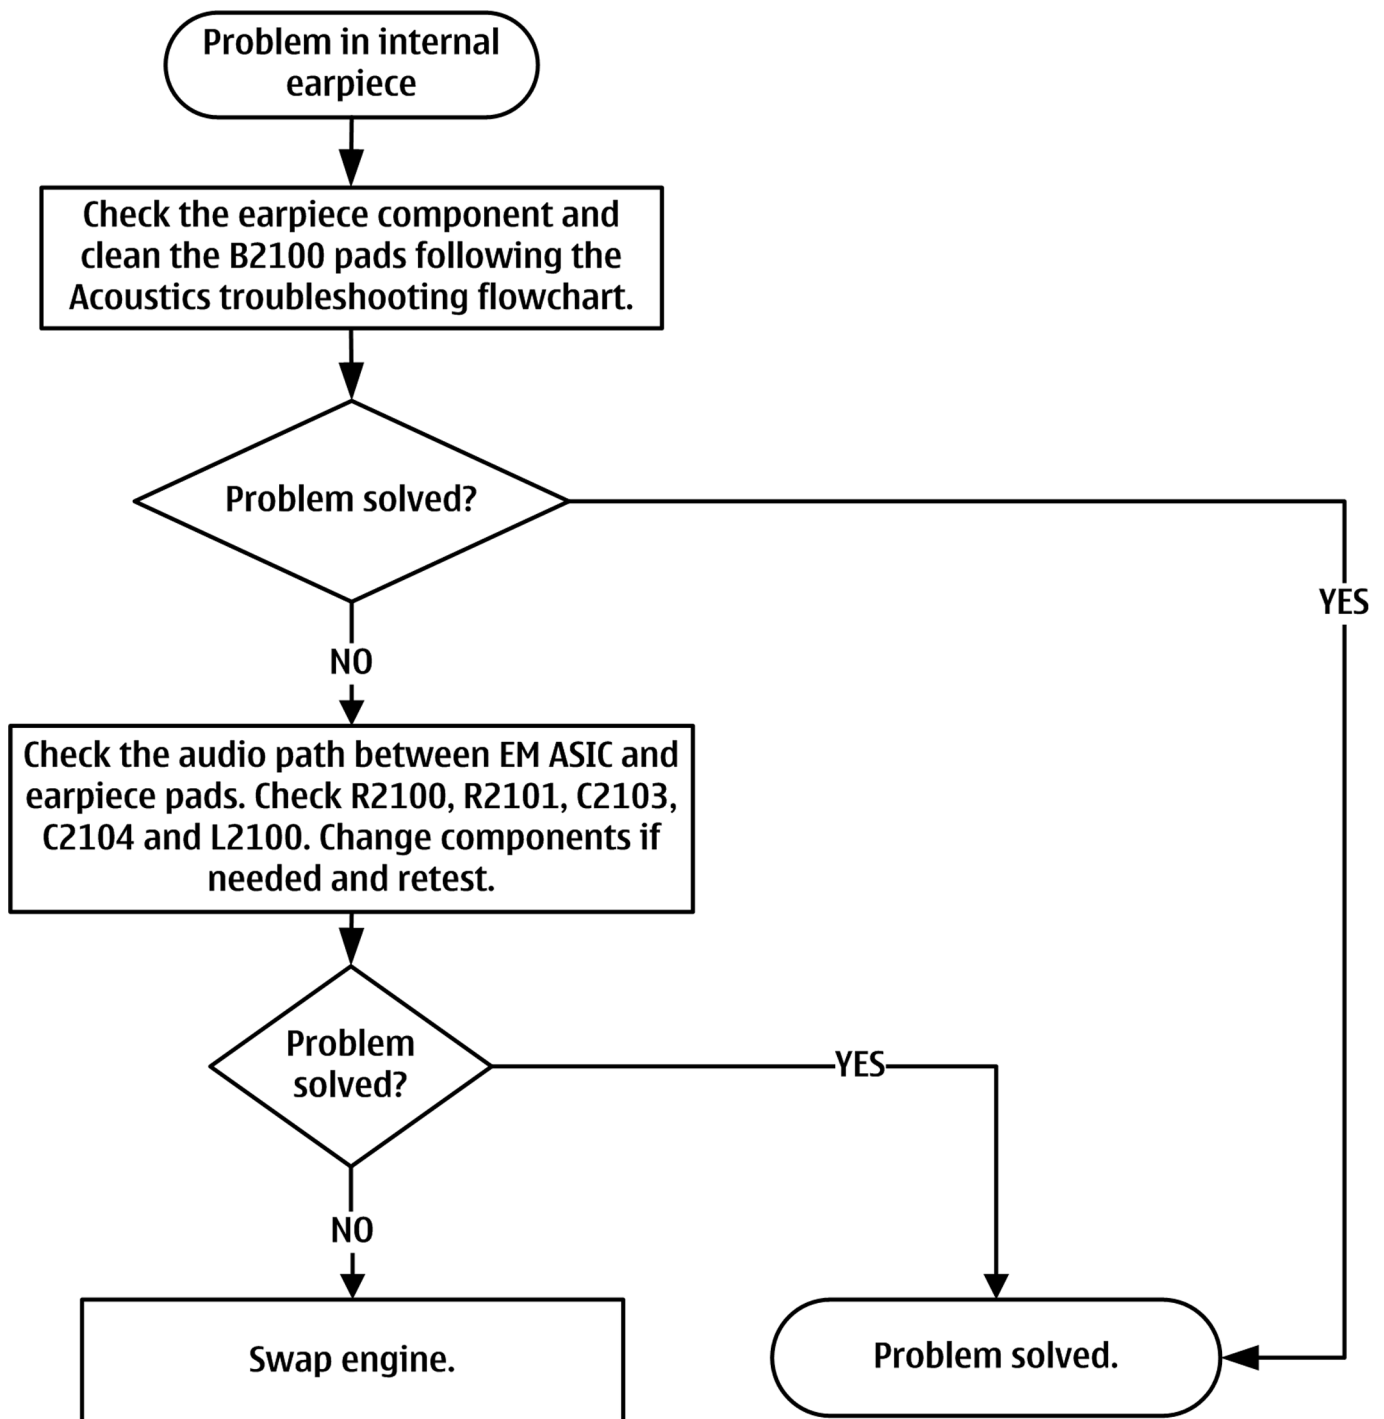 Problem in internal
earpiece
Check the earpiece component and
clean the B2100 pads following the
Acoustics troubleshooting flowchart.
Problem solved?
YES
NO
Check the audio path between EM ASIC and
earpiece pads. Check R2100, R2101, C2103,
C2104 and L2100. Change components if
needed and retest.
Problem
solved?
YES
NO
Swap engine.
Problem solved.